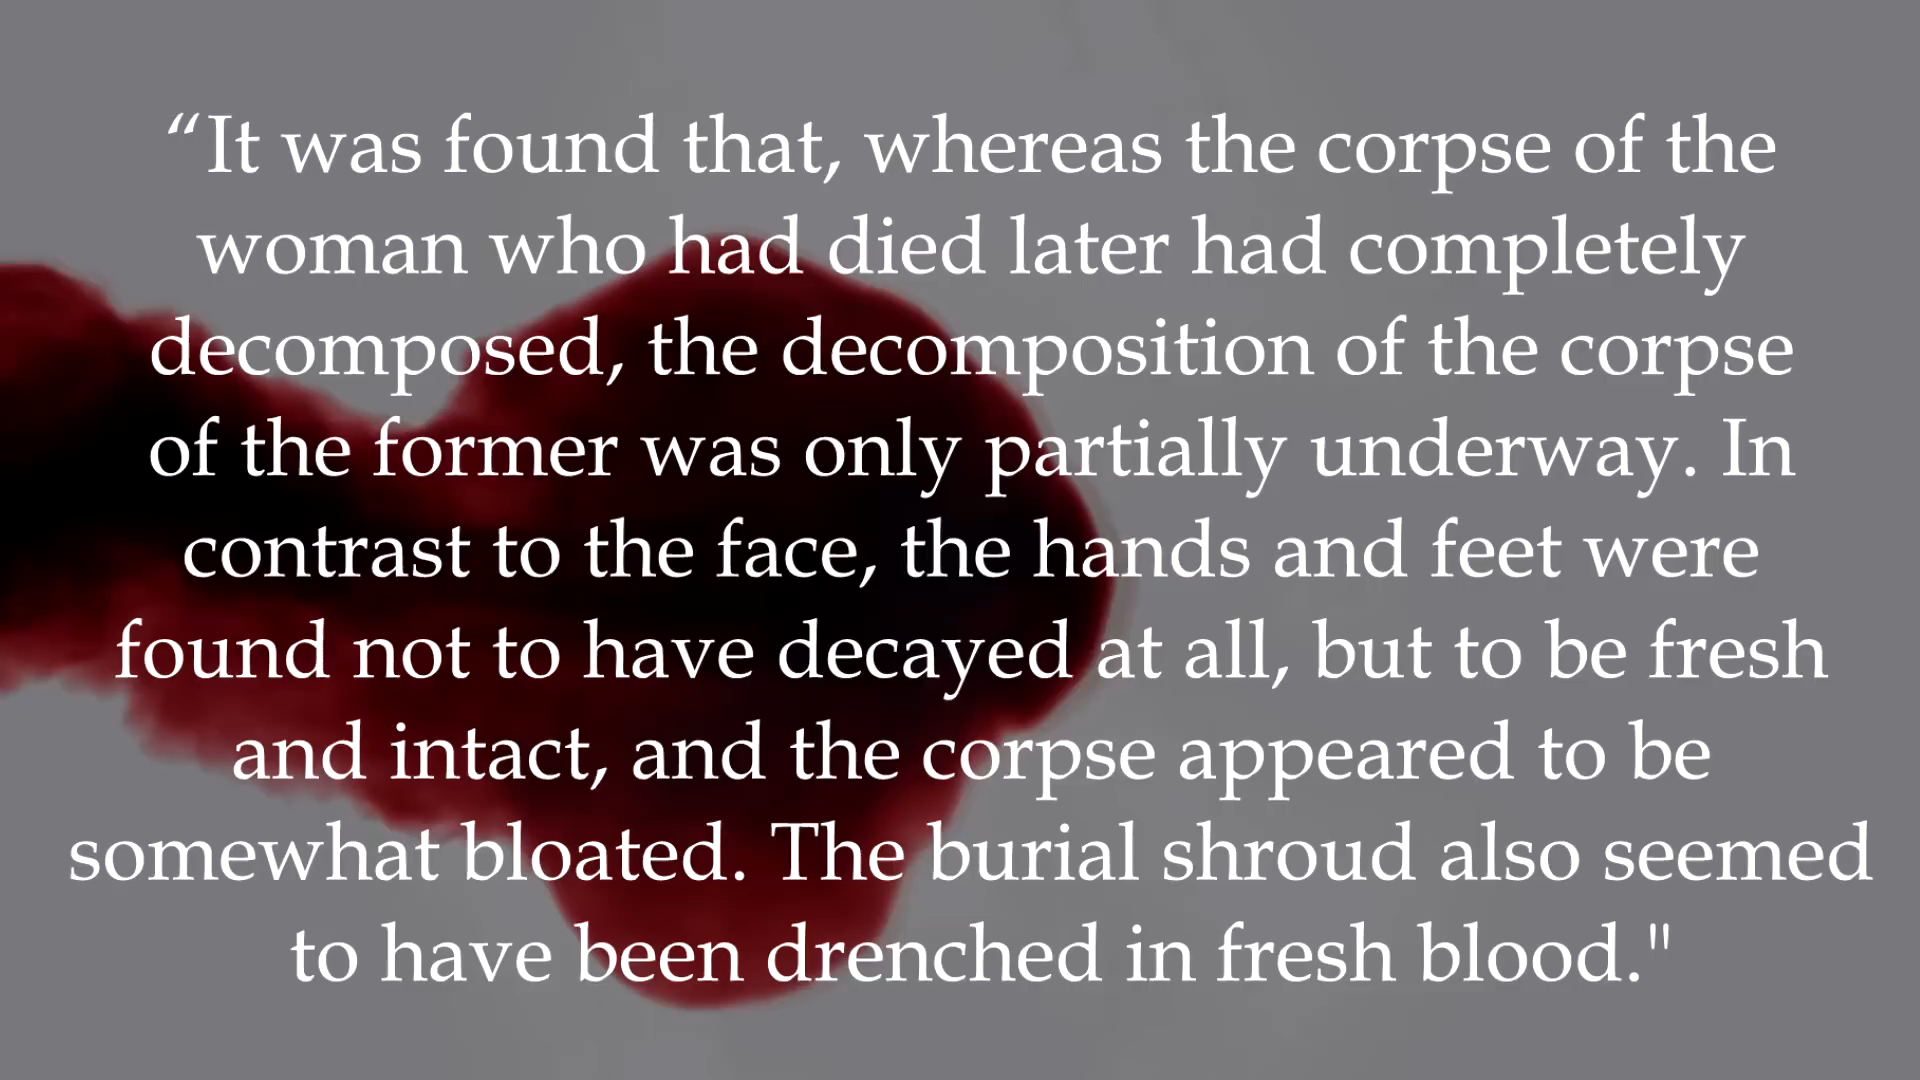 “It was found that, whereas the corpse of the
woman who had died later had completely
decomposed, the decomposition of the corpse
of the former was only partially underway. In
contrast to the face, the hands and feet were
found not to have decayed at all, but to be fresh
and intact, and the corpse appeared to be
somewhat bloated. The burial shroud also seemed
to have been drenched in fresh blood."